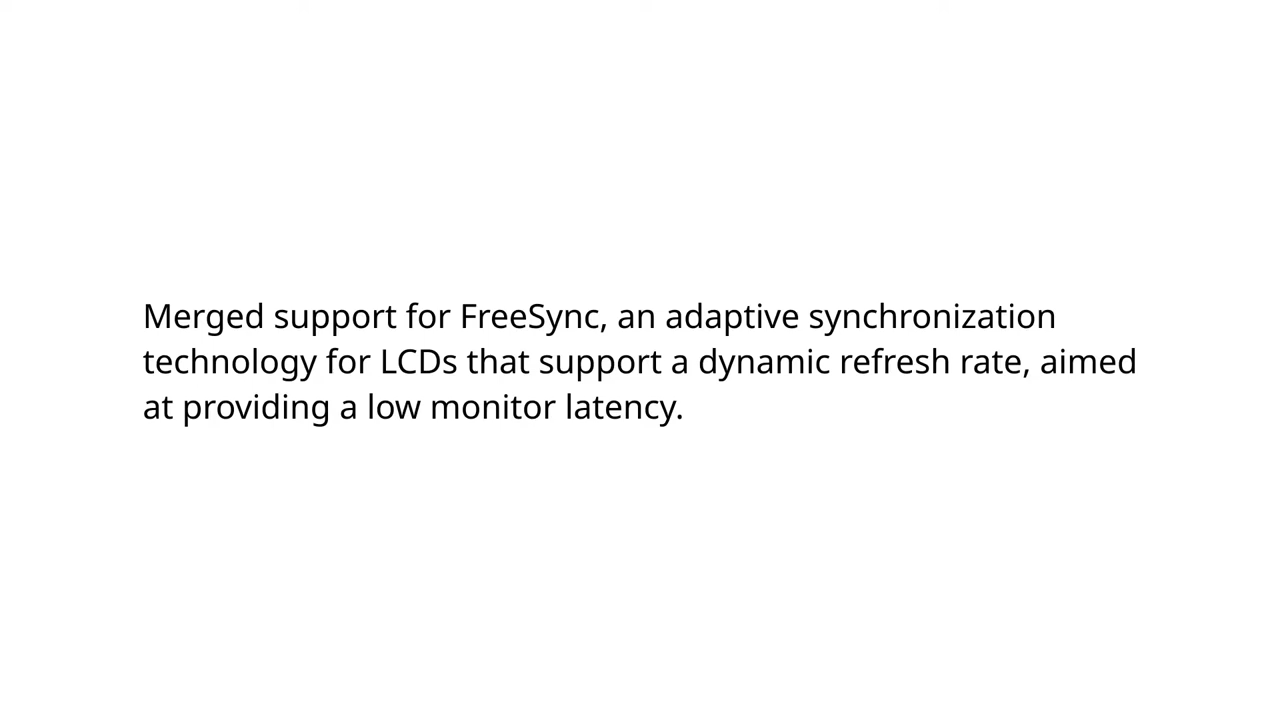 Merged support for FreeSync, an adaptive synchronization
technology for LCDs that support a dynamic refresh rate, aimed
at providing a low monitor latency.